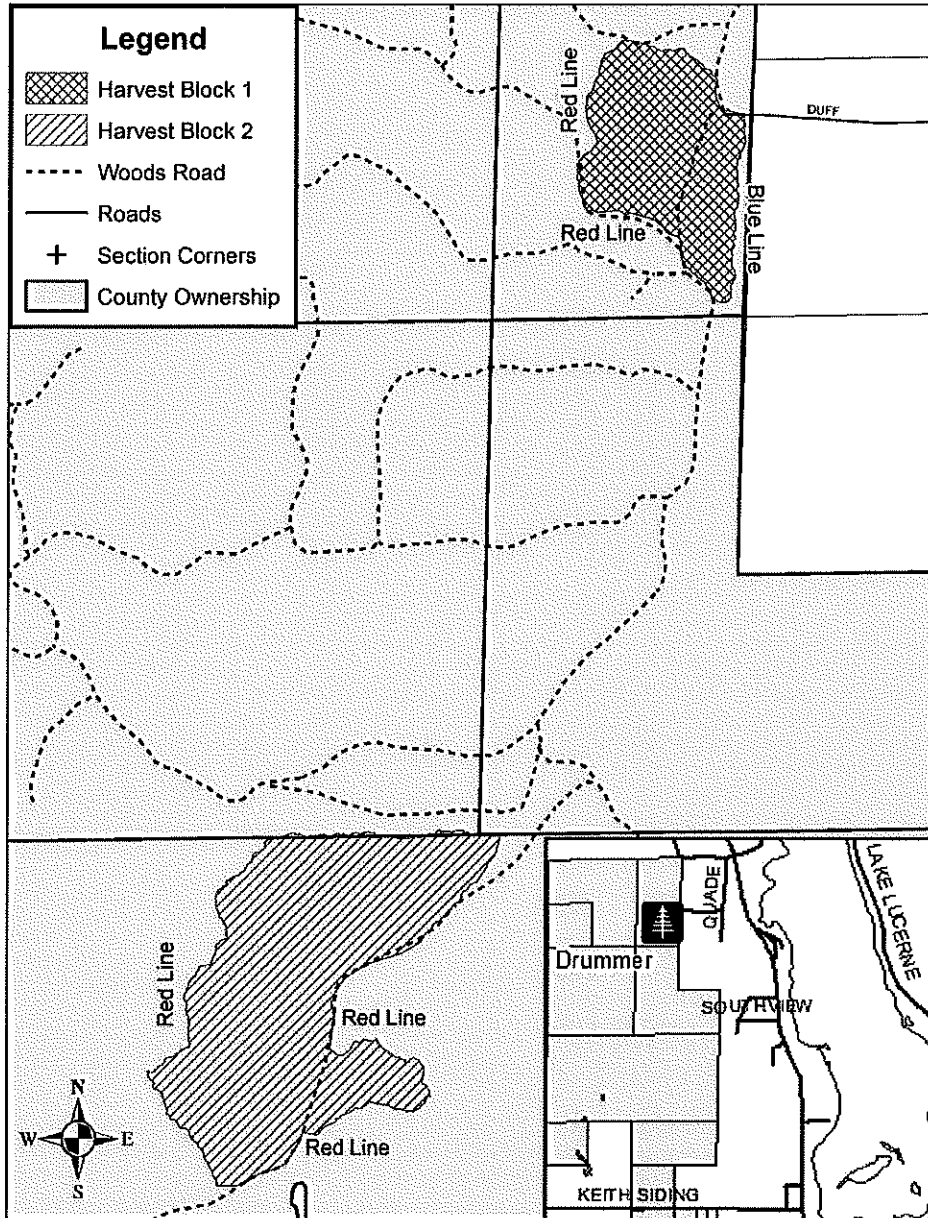 Legend
Harvest Block 1
Harvest Block 2
Woods Road
Roads
Section Corners
County Ownership
Red Line
DUFF
Blue Line
Red Line
Red Line
Red Line
Red Line
N
W E
S
QUADE
LAKE LUCERNE
Drummer
SOUTHVIEW
KEITH SIDING